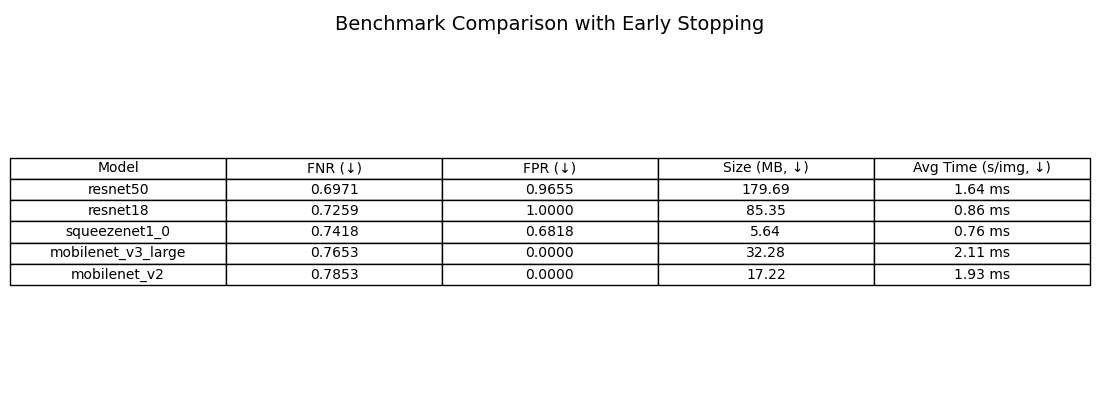 Benchmark Comparison with Early Stopping
Model FNR (↓) FPR (↓) Size (MB, ↓) Avg Time (s/img, ↓)
resnet50 0.6971 0.9655 179.69 1.64 ms
resnet18 0.7259 1.0000 85.35 0.86 ms
squeezenet1_0 0.7418 0.6818 5.64 0.76 ms
mobilenet_v3_large 0.7653 0.0000 32.28 2.11 ms
mobilenet_v2 0.7853 0.0000 17.22 1.93 ms